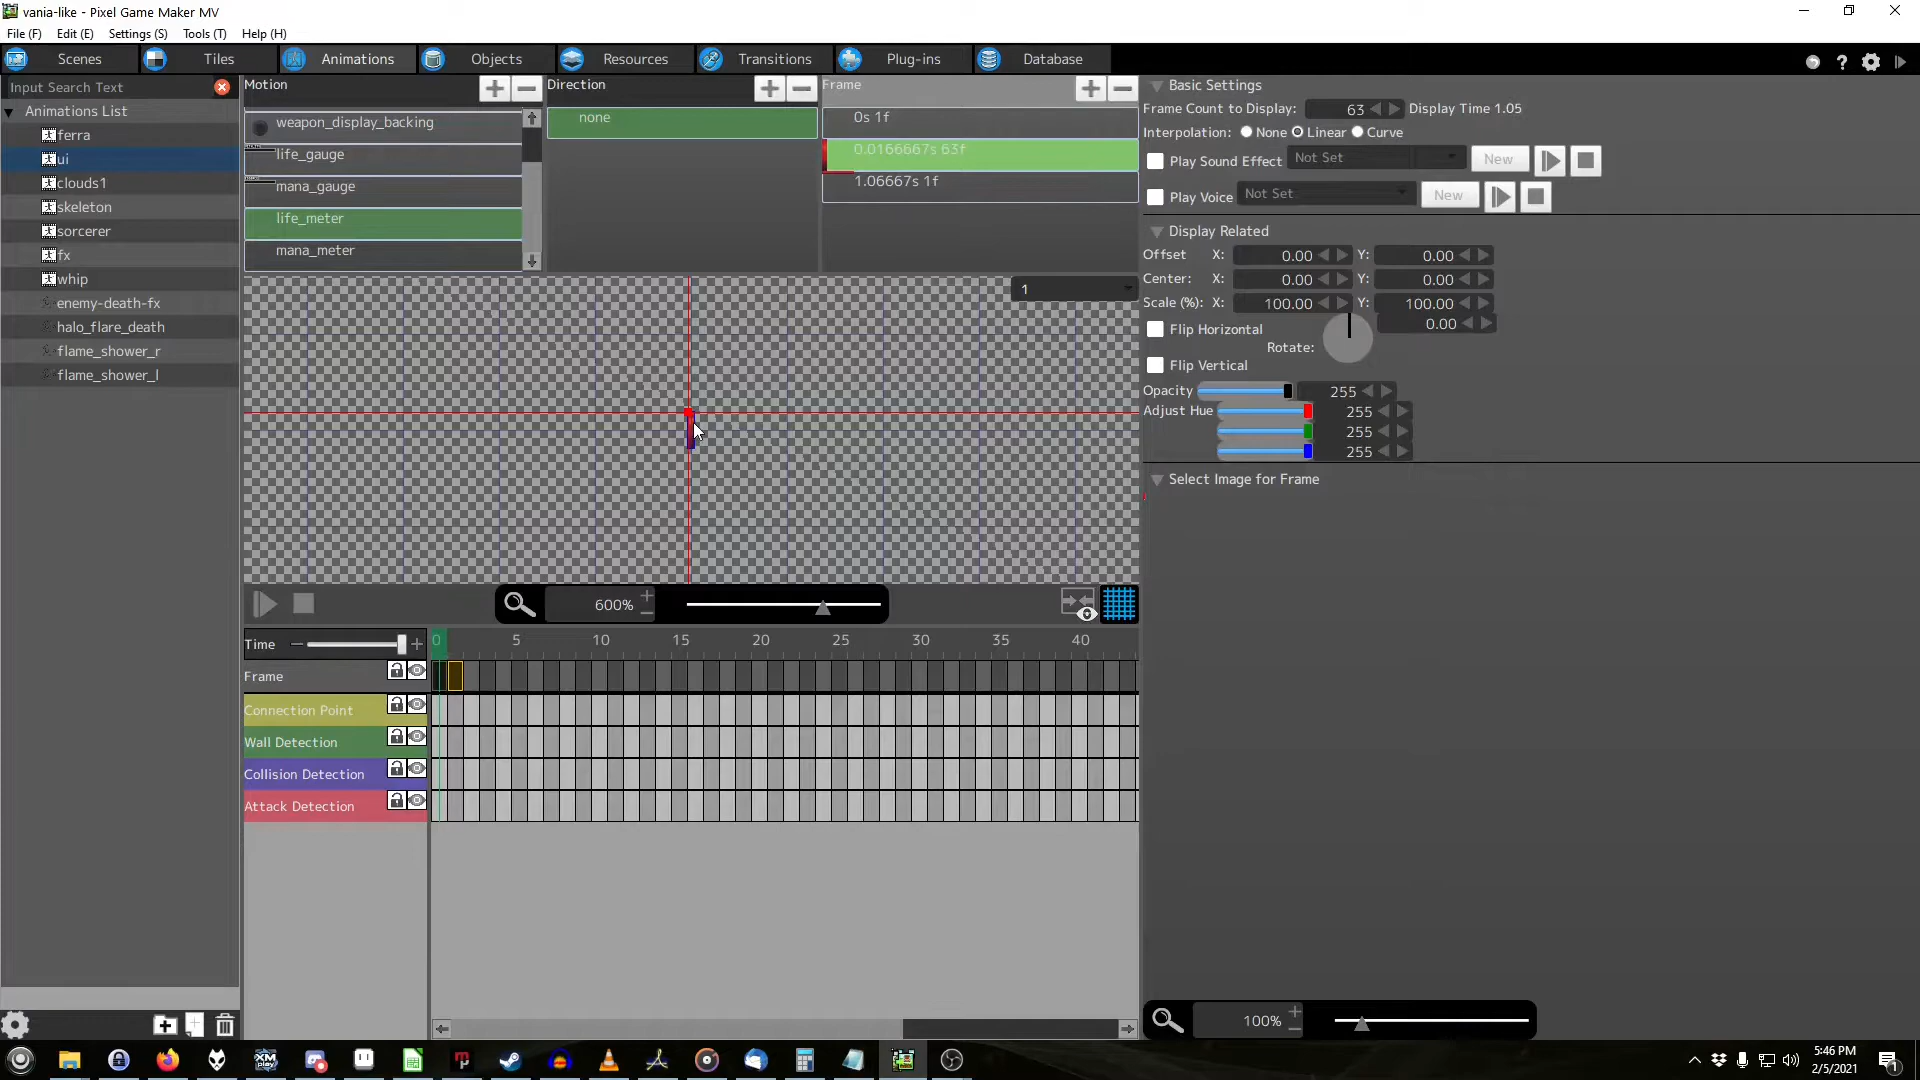 vania-like - Pixel Game Maker MV
File (F) Edit (E) Settings (S) Tools (T) Help (H)
Scenes Tiles Animations Objects Resources Transitions Plug-ins Database
Input Search Text
Animations List
ferra
ui
clouds1
skeleton
sorcerer
fx
whip
enemy-death-fx
halo_flare_death
flame_shower_r
flame_shower_l
Motion
weapon_display_backing
life_gauge
mana_gauge
life_meter
mana_meter
Direction
none
Frame
0s 1f
0.0166667s 63f
1.06667s 1f
1
600%
Time 0 5 10 15 20 25 30 35 40
Frame
Connection Point
Wall Detection
Collision Detection
Attack Detection
Basic Settings
Frame Count to Display: 63 Display Time 1.05
Interpolation: None Linear Curve
Play Sound Effect Not Set New
Play Voice Not Set New
Display Related
Offset X: 0.00 Y: 0.00
Center: X: 0.00 Y: 0.00
Scale (%): X: 100.00 Y: 100.00
Flip Horizontal 0.00
Rotate:
Flip Vertical
Opacity 255
Adjust Hue 255
255
255
Select Image for Frame
100%
5:46 PM
2/5/2021